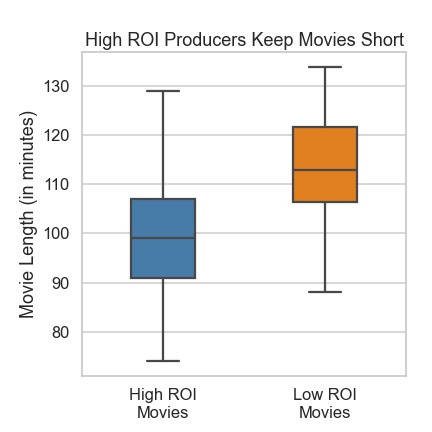 High ROI Producers Keep Movies Short
Movie Length (in minutes)
130
120
110
100
90
80
High ROI
Movies
Low ROI
Movies